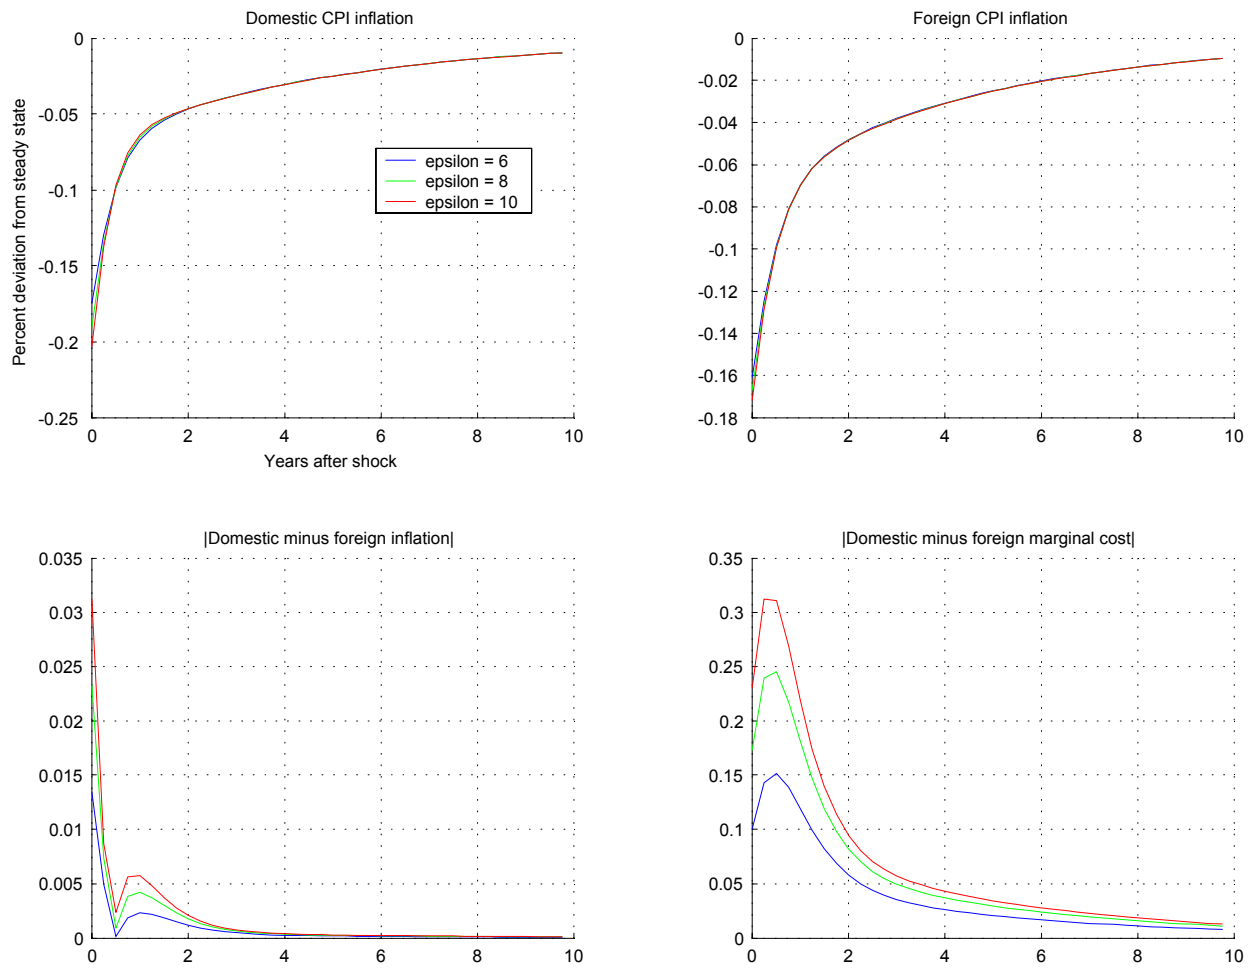 Domestic CPI inflation
0
-0.05
-0.1
-0.15
-0.2
-0.25
Percent deviation from steady state
epsilon = 6
epsilon = 8
epsilon = 10
0 2 4 6 8 10
Years after shock
Foreign CPI inflation
0
-0.02
-0.04
-0.06
-0.08
-0.1
-0.12
-0.14
-0.16
-0.18
0 2 4 6 8 10
|Domestic minus foreign inflation|
0.035
0.03
0.025
0.02
0.015
0.01
0.005
0
0 2 4 6 8 10
|Domestic minus foreign marginal cost|
0.35
0.3
0.25
0.2
0.15
0.1
0.05
0
0 2 4 6 8 10